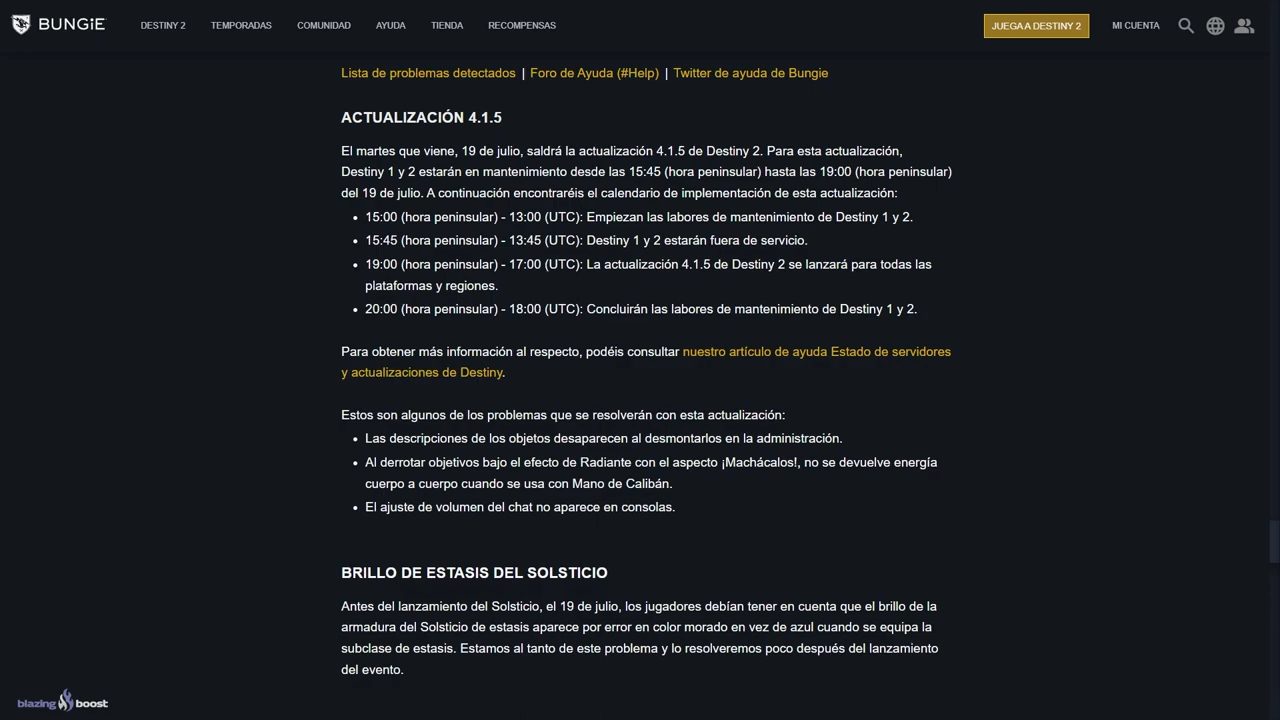 BUNGiE
DESTINY 2
TEMPORADAS
COMUNIDAD
AYUDA
TIENDA
RECOMPENSAS
JUEGA A DESTINY 2
MI CUENTA
Lista de problemas detectados | Foro de Ayuda (#Help) | Twitter de ayuda de Bungie
ACTUALIZACIÓN 4.1.5
El martes que viene, 19 de julio, saldrá la actualización 4.1.5 de Destiny 2. Para esta actualización,
Destiny 1 y 2 estarán en mantenimiento desde las 15:45 (hora peninsular) hasta las 19:00 (hora peninsular)
del 19 de julio. A continuación encontraréis el calendario de implementación de esta actualización:
• 15:00 (hora peninsular) - 13:00 (UTC): Empiezan las labores de mantenimiento de Destiny 1 y 2.
• 15:45 (hora peninsular) - 13:45 (UTC): Destiny 1 y 2 estarán fuera de servicio.
• 19:00 (hora peninsular) - 17:00 (UTC): La actualización 4.1.5 de Destiny 2 se lanzará para todas las
plataformas y regiones.
• 20:00 (hora peninsular) - 18:00 (UTC): Concluirán las labores de mantenimiento de Destiny 1 y 2.
Para obtener más información al respecto, podéis consultar nuestro artículo de ayuda Estado de servidores
y actualizaciones de Destiny.
Estos son algunos de los problemas que se resolverán con esta actualización:
• Las descripciones de los objetos desaparecen al desmontarlos en la administración.
• Al derrotar objetivos bajo el efecto de Radiante con el aspecto ¡Machácalos!, no se devuelve energía
cuerpo a cuerpo cuando se usa con Mano de Calibán.
• El ajuste de volumen del chat no aparece en consolas.
BRILLO DE ESTASIS DEL SOLSTICIO
Antes del lanzamiento del Solsticio, el 19 de julio, los jugadores debían tener en cuenta que el brillo de la
armadura del Solsticio de estasis aparece por error en color morado en vez de azul cuando se equipa la
subclase de estasis. Estamos al tanto de este problema y lo resolveremos poco después del lanzamiento
del evento.
blazing boost